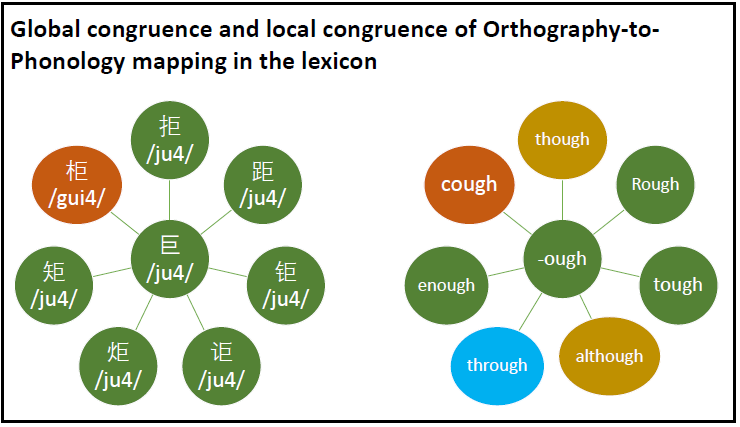 Global congruence and local congruence of Orthography-to-
Phonology mapping in the lexicon
拒
/ju4/
柜
/gui4/
距
/ju4/
巨
/ju4/
矩
/ju4/
钜
/ju4/
炬
/ju4/
讵
/ju4/
though
cough
Rough
-ough
enough
tough
through
although